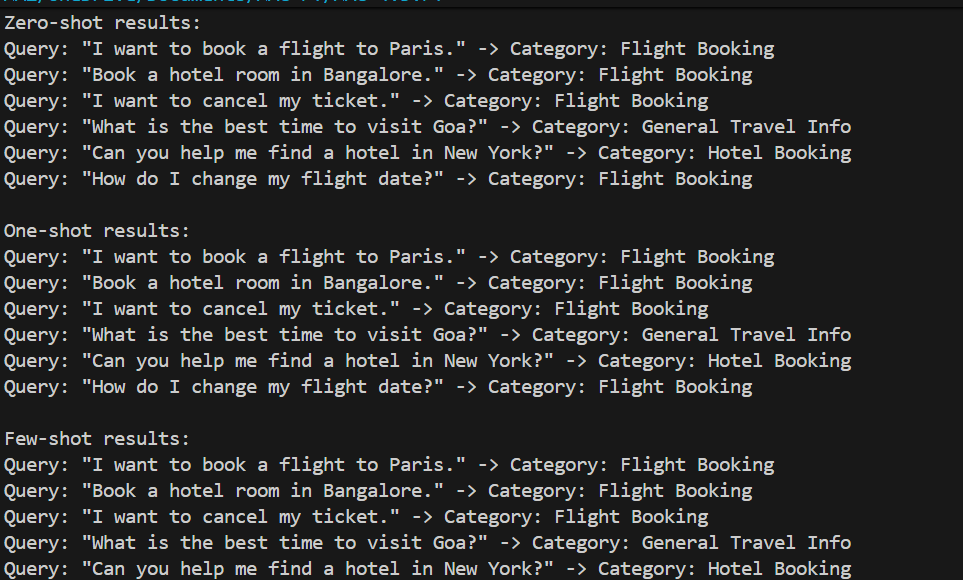 Zero-shot results:
Query: "I want to book a flight to Paris." -> Category: Flight Booking
Query: "Book a hotel room in Bangalore." -> Category: Flight Booking
Query: "I want to cancel my ticket." -> Category: Flight Booking
Query: "What is the best time to visit Goa?" -> Category: General Travel Info
Query: "Can you help me find a hotel in New York?" -> Category: Hotel Booking
Query: "How do I change my flight date?" -> Category: Flight Booking
One-shot results:
Query: "I want to book a flight to Paris." -> Category: Flight Booking
Query: "Book a hotel room in Bangalore." -> Category: Flight Booking
Query: "I want to cancel my ticket." -> Category: Flight Booking
Query: "What is the best time to visit Goa?" -> Category: General Travel Info
Query: "Can you help me find a hotel in New York?" -> Category: Hotel Booking
Query: "How do I change my flight date?" -> Category: Flight Booking
Few-shot results:
Query: "I want to book a flight to Paris." -> Category: Flight Booking
Query: "Book a hotel room in Bangalore." -> Category: Flight Booking
Query: "I want to cancel my ticket." -> Category: Flight Booking
Query: "What is the best time to visit Goa?" -> Category: General Travel Info
Query: "Can you help me find a hotel in New York?" -> Category: Hotel Booking